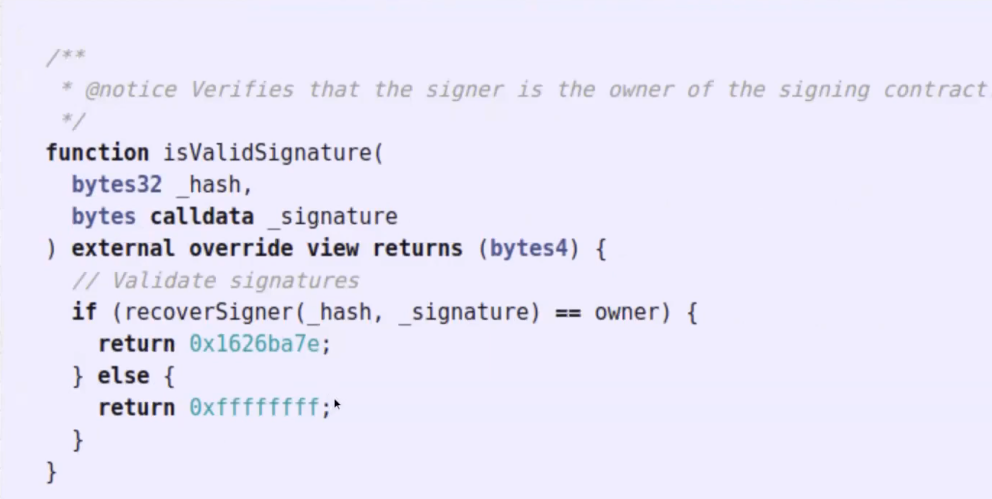 /**
 * @notice Verifies that the signer is the owner of the signing contract
 */
function isValidSignature(
  bytes32 _hash,
  bytes calldata _signature
) external override view returns (bytes4) {
  // Validate signatures
  if (recoverSigner(_hash, _signature) == owner) {
    return 0x1626ba7e;
  } else {
    return 0xffffffff;
  }
}